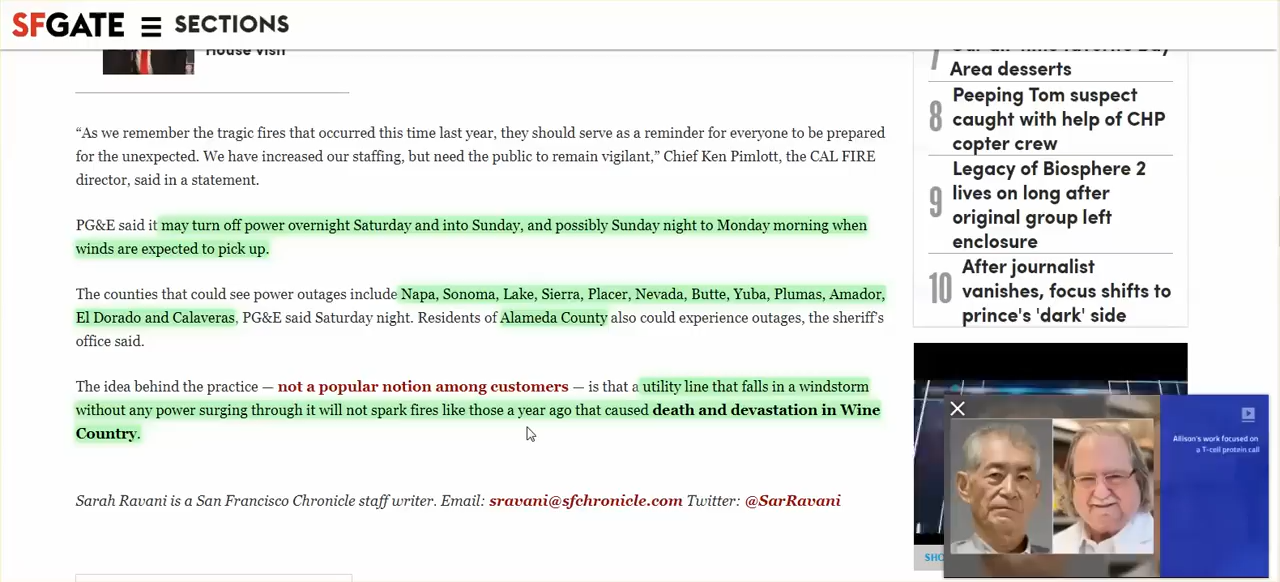 SFGATE ☰ SECTIONS
House visit
“As we remember the tragic fires that occurred this time last year, they should serve as a reminder for everyone to be prepared
for the unexpected. We have increased our staffing, but need the public to remain vigilant,” Chief Ken Pimlott, the CAL FIRE
director, said in a statement.
PG&E said it may turn off power overnight Saturday and into Sunday, and possibly Sunday night to Monday morning when
winds are expected to pick up.
The counties that could see power outages include Napa, Sonoma, Lake, Sierra, Placer, Nevada, Butte, Yuba, Plumas, Amador,
El Dorado and Calaveras, PG&E said Saturday night. Residents of Alameda County also could experience outages, the sheriff’s
office said.
The idea behind the practice — not a popular notion among customers — is that a utility line that falls in a windstorm
without any power surging through it will not spark fires like those a year ago that caused death and devastation in Wine
Country.
Sarah Ravani is a San Francisco Chronicle staff writer. Email: sravani@sfchronicle.com Twitter: @SarRavani
7 Our all-time favorite Bay
Area desserts
8 Peeping Tom suspect
caught with help of CHP
copter crew
9 Legacy of Biosphere 2
lives on long after
original group left
enclosure
10 After journalist
vanishes, focus shifts to
prince's 'dark' side
SHO
Allison's work focused on
a T-cell protein call